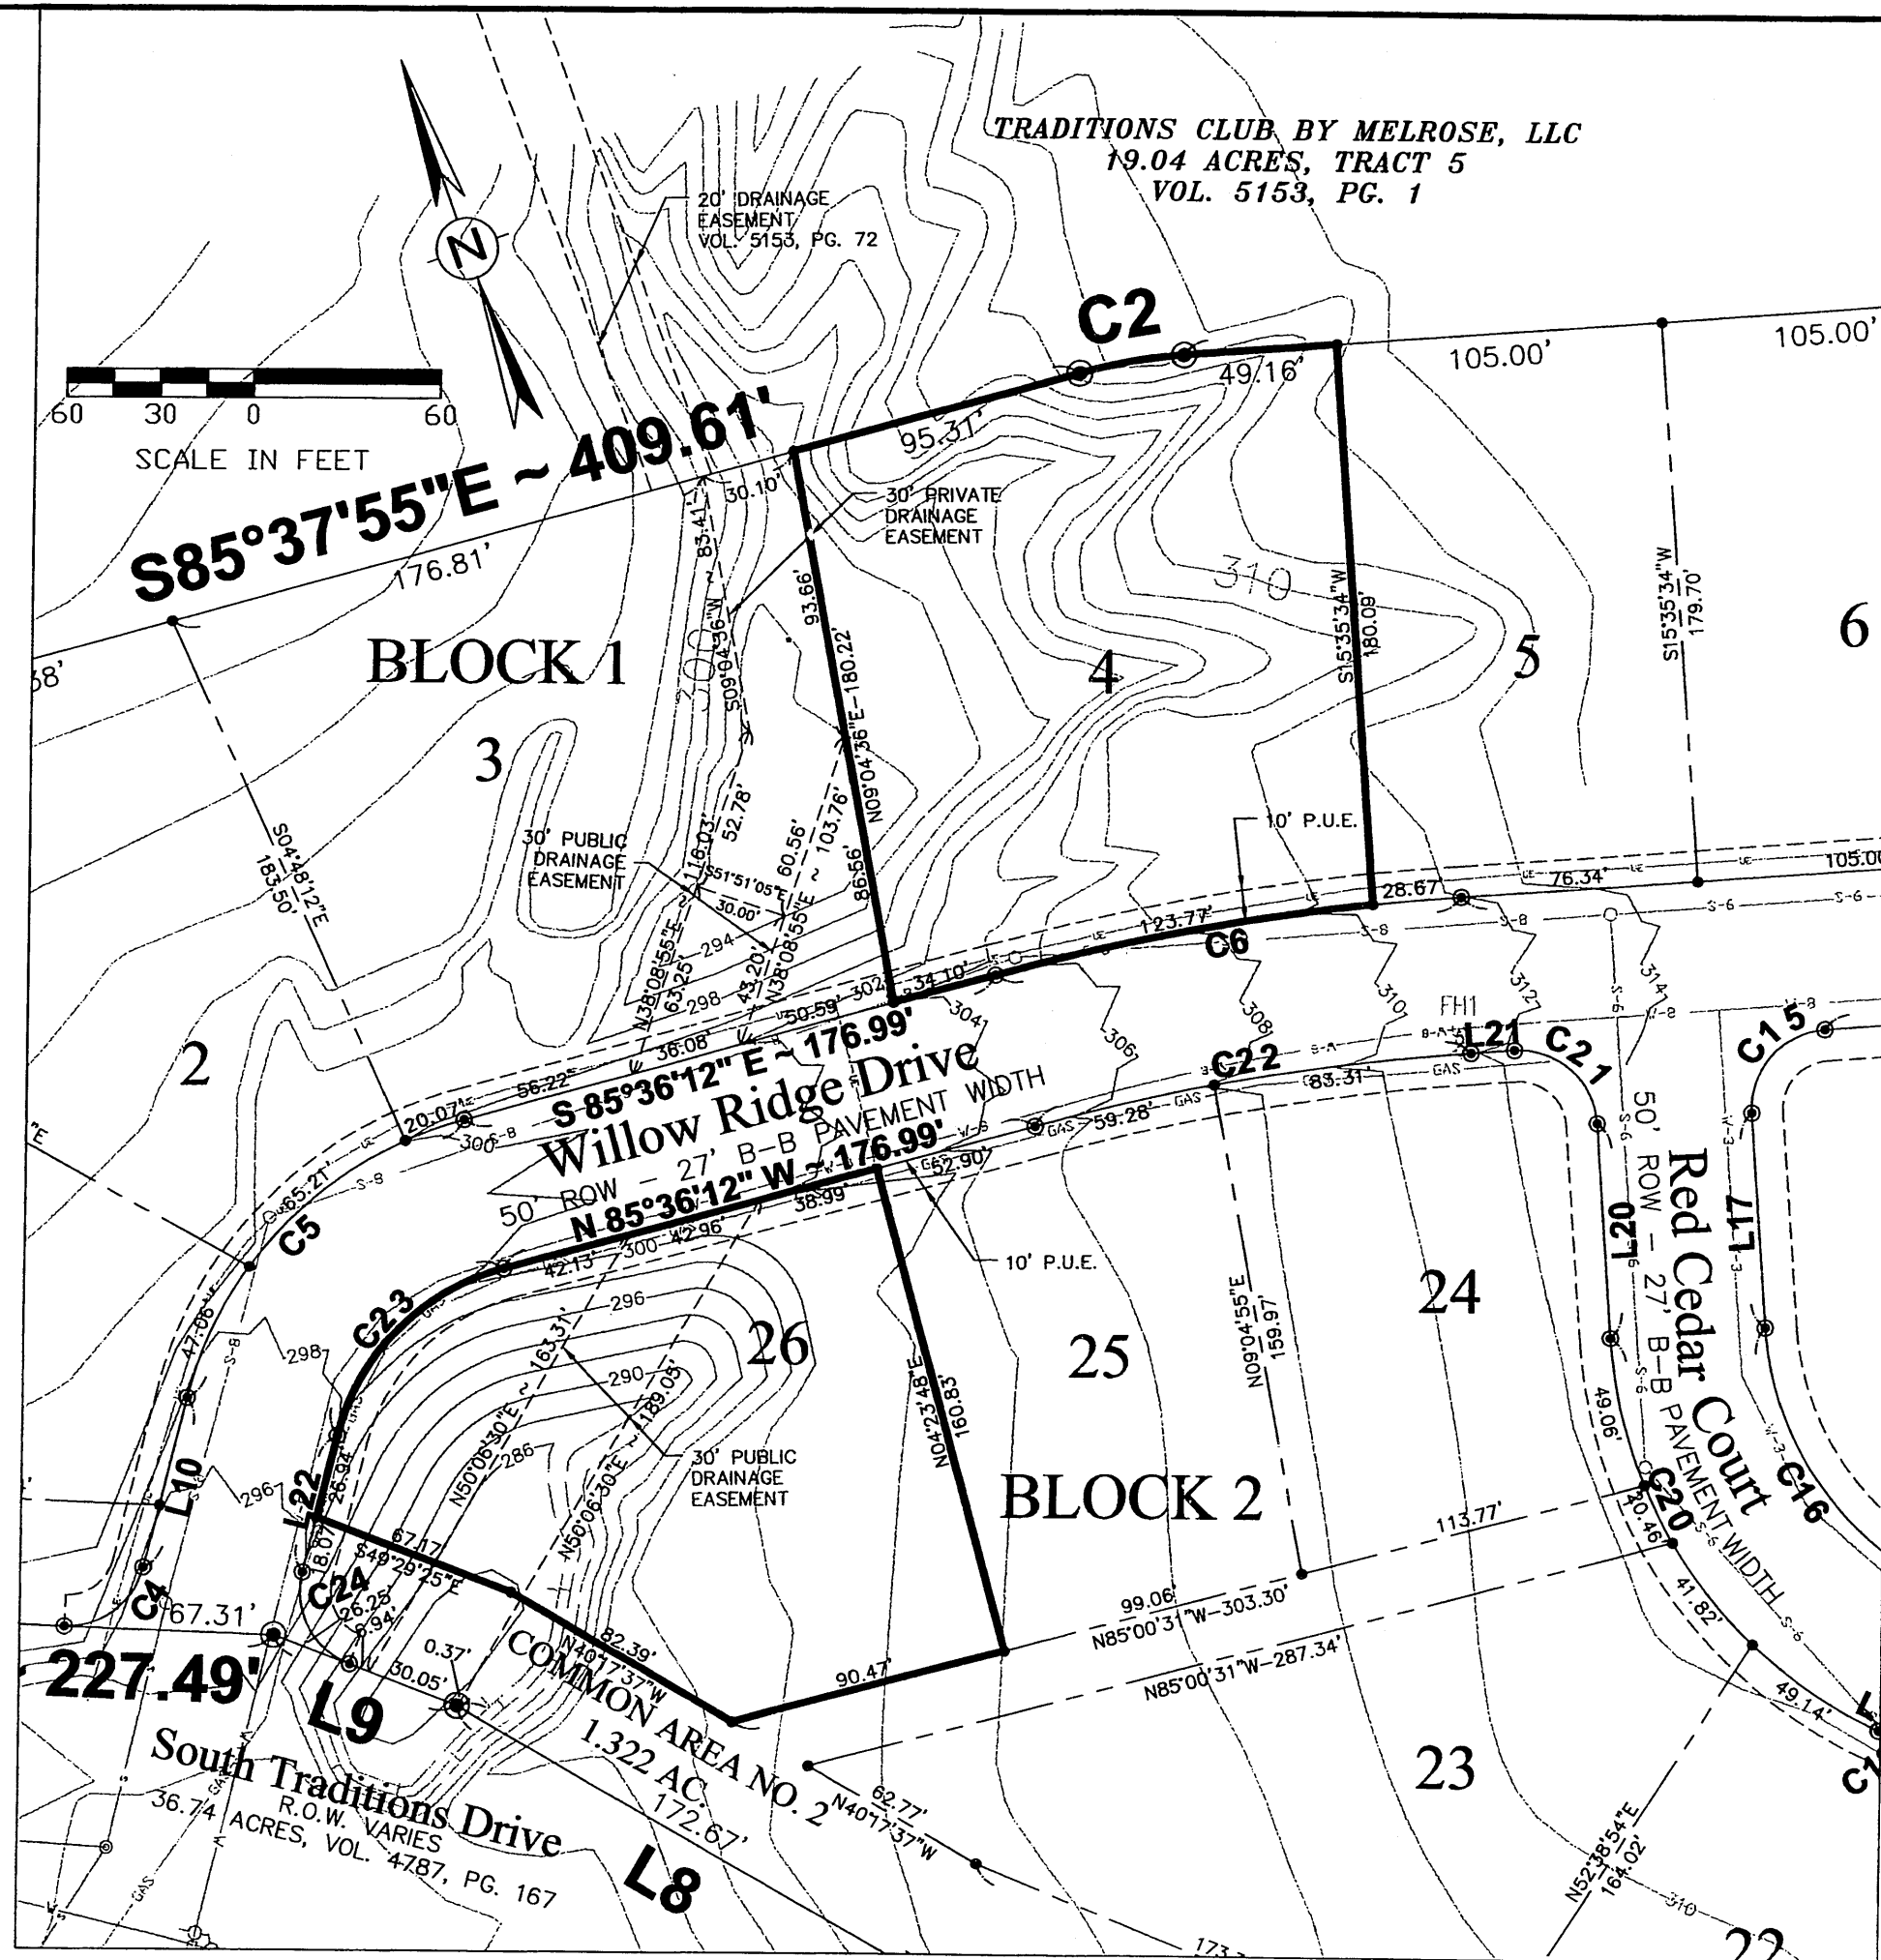 TRADITIONS CLUB BY MELROSE, LLC
19.04 ACRES, TRACT 5
VOL. 5153, PG. 1
20' DRAINAGE
EASEMENT
VOL. 5153, PG. 72
N
60 30 0 60
SCALE IN FEET
C2
49.16'
105.00'
105.00'
95.31'
S85°37'55"E ~ 409.61'
30.10'
176.81'
30' PRIVATE
DRAINAGE
EASEMENT
S09°04'36"W ~ 83.41'
93.66'
N09°04'36"E-180.22'
86.56'
310
300
S15°35'34"W
180.09'
S15°35'34"W
179.70'
BLOCK 1
3
4
5
6
38'
S04°48'12"E
183.50'
30' PUBLIC
DRAINAGE
EASEMENT
116.03'
52.78'
60.56'
103.76'
S51°51'05"E
30.00'
N38°08'55"E
63.25'
43.20'
N38°08'55"E
294
298
302
304
306
308
310
312
314
10' P.U.E.
28.67'
76.34'
105.00
123.77'
C6
34.10'
50.59'
36.08'
56.22'
20.07'
2
S 85°36'12" E ~ 176.99'
Willow Ridge Drive
50' ROW - 27' B-B PAVEMENT WIDTH
N 85°36'12" W ~ 176.99'
FH1
L21
C21
C15
C22
83.31'
59.28'
52.90'
38.99'
42.96'
42.13'
300
300
10' P.U.E.
65.21'
C5
47.06'
C23
298
296
L10
L22
26.94'
18.07'
C4
C24
26.25'
9.94'
296
290
286
26
163.31'
N50°06'30"E ~
N50°06'30"E ~ 189.05'
30' PUBLIC
DRAINAGE
EASEMENT
N04°23'48"E
160.83'
25
24
N09°04'55"E
159.97'
BLOCK 2
L20
L17
50' ROW - 27' B-B PAVEMENT WIDTH
Red Cedar Court
49.06'
C20
20.46'
C16
113.77'
99.06'
N85°00'31"W-303.30'
N85°00'31"W-287.34'
41.82'
49.14'
67.17'
S49°29'25"E
82.39'
N40°17'37"W
90.47'
67.31'
227.49'
L9
0.37'
30.05'
COMMON AREA NO. 2
1.322 AC.
172.67'
L8
South Traditions Drive
R.O.W. VARIES
36.74 ACRES, VOL. 4787, PG. 167
62.77'
N40°17'37"W
23
N52°38'54"E
164.02'
310
22
GAS